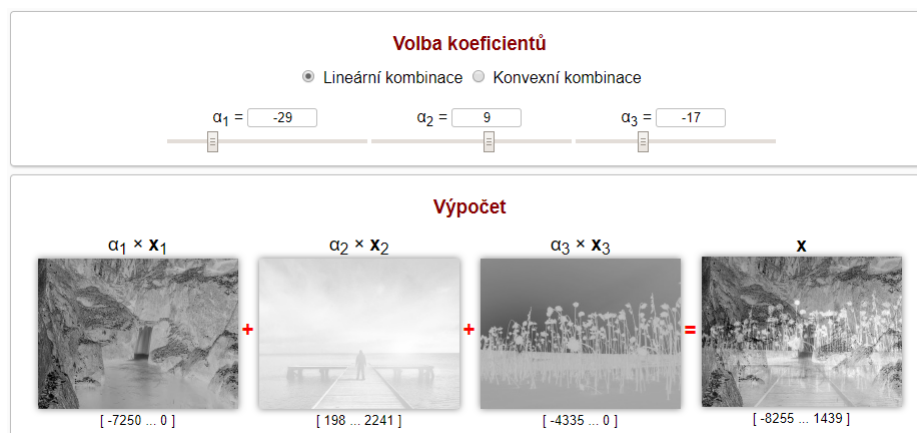 Volba koeficientů
Lineární kombinace Konvexní kombinace
α1 = -29 α2 = 9 α3 = -17
Výpočet
α1 × x1 α2 × x2 α3 × x3 x
+ + =
[ -7250 ... 0 ] [ 198 ... 2241 ] [ -4335 ... 0 ] [ -8255 ... 1439 ]